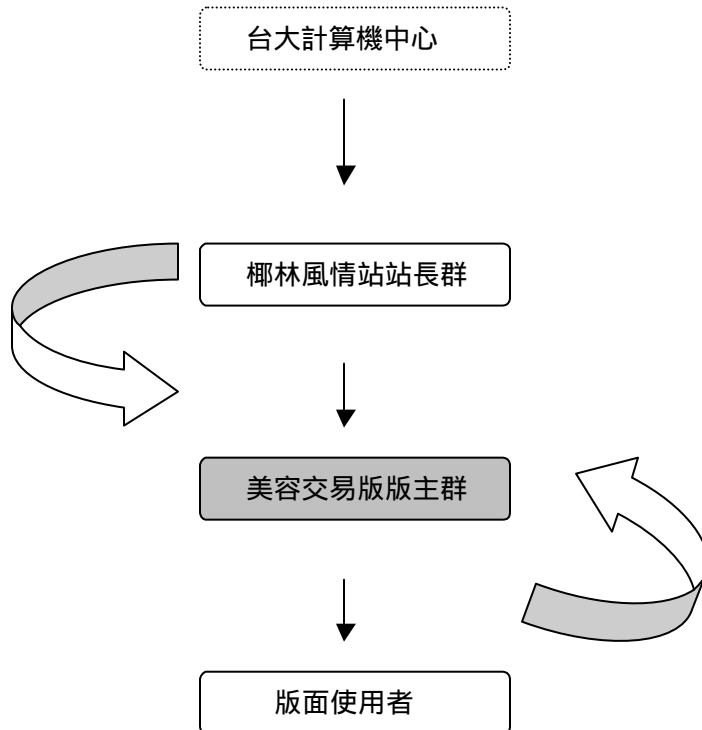 台大計算機中心
椰林風情站站長群
美容交易版版主群
版面使用者